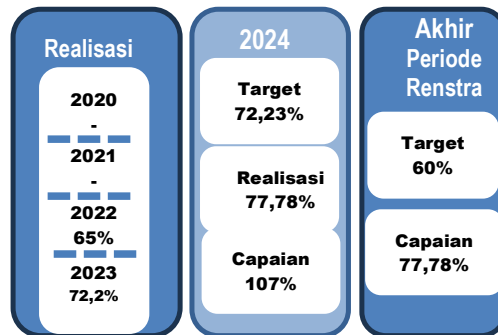 Realisasi
2020
-
2021
-
2022
65%
2023
72,2%
2024
Target
72,23%
Realisasi
77,78%
Capaian
107%
Akhir
Periode
Renstra
Target
60%
Capaian
77,78%